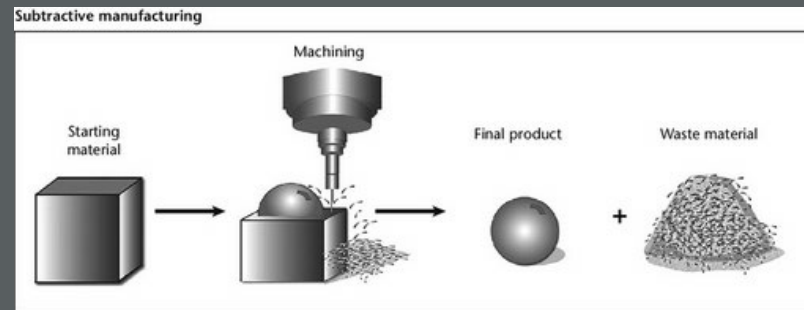 Subtractive manufacturing
Machining
Starting
material
Final product
Waste material
+